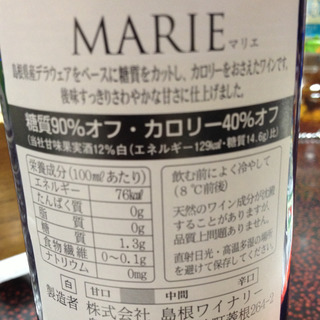 MARIE マリエ
島根県産デラウェアをベースに糖質をカットし、カロリーをおさえたワインです。
後味すっきりさわやかな甘さに仕上げました。
糖質90%オフ・カロリー40%オフ
(当社甘味果実酒12%白(エネルギー129kcal・糖質14.6g)比)
栄養成分(100mlあたり)
エネルギー 76kcal
たんぱく質 0g
脂質 0g
糖質 1.3g
食物繊維 0〜0.1g
ナトリウム 0mg
飲む前によく冷やして
(8℃前後)
天然のワイン成分が沈澱
することがありますが、
品質上問題ありません。
直射日光・高温多湿の場所
を避けて保存してください。
白 甘口 中間 辛口
製造者 株式会社 島根ワイナリー
菱根264-2